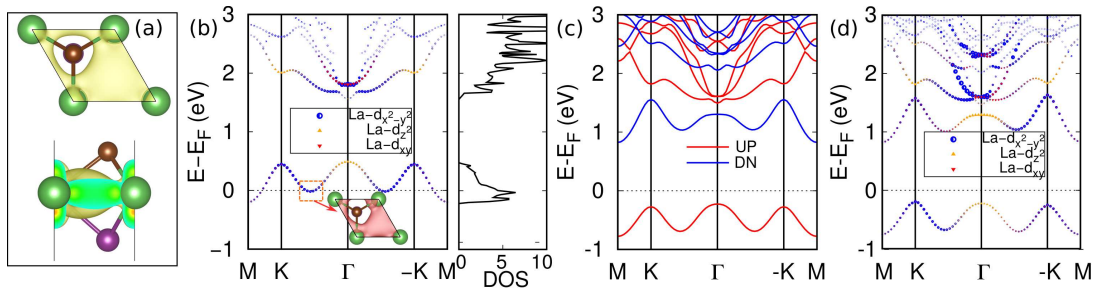 (a)
(b)
E−E_F (eV)
3
2
1
0
−1
La−d_x²−y²
La−d_z²
La−d_xy
M K Γ −K M
0 5 10
DOS
(c)
E-E_F (eV)
3
2
1
0
-1
UP
DN
M K Γ -K M
(d)
E-E_F (eV)
3
2
1
0
-1
La−d_x²−y²
La−d_z²
La−d_xy
M K Γ -K M